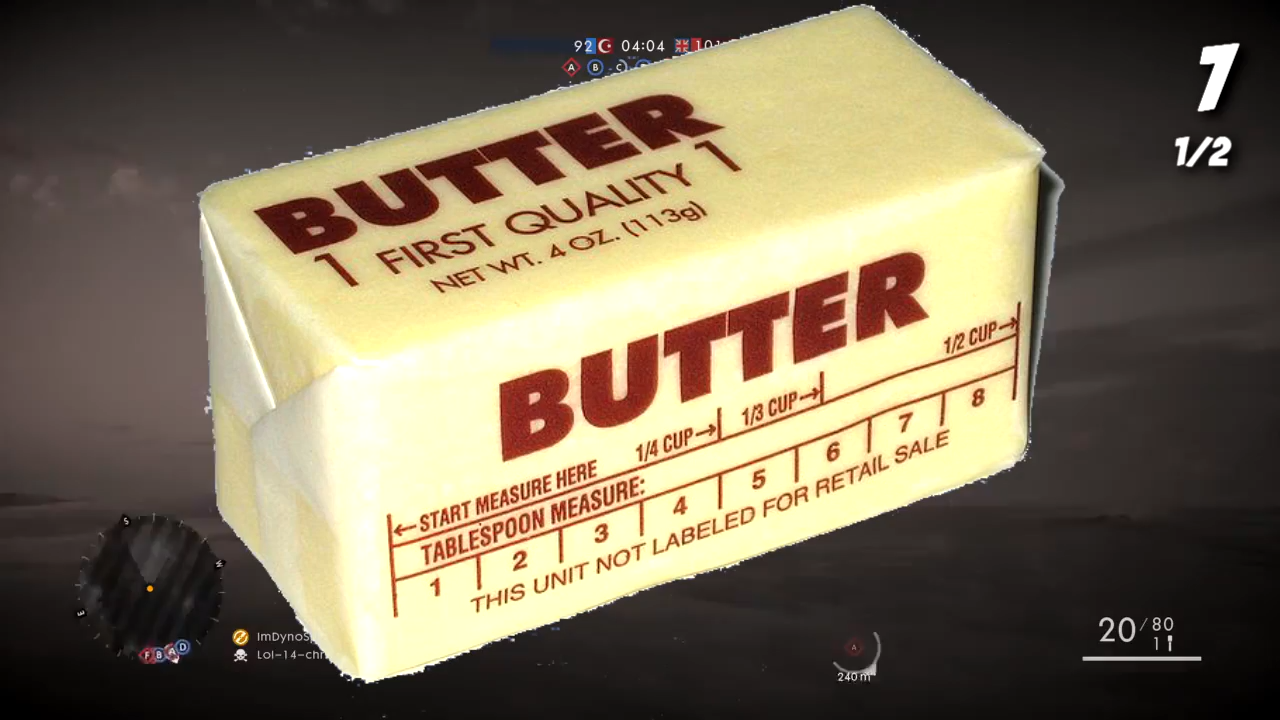 92 04:04 101
A B C
7
1/2
BUTTER
1 FIRST QUALITY 1
NET WT. 4 OZ. (113g)
BUTTER
1/4 CUP→ 1/3 CUP→ 1/2 CUP→
←START MEASURE HERE
TABLESPOON MEASURE:
1 2 3 4 5 6 7 8
THIS UNIT NOT LABELED FOR RETAIL SALE
S
F B A D
A
240 m
20/80
1